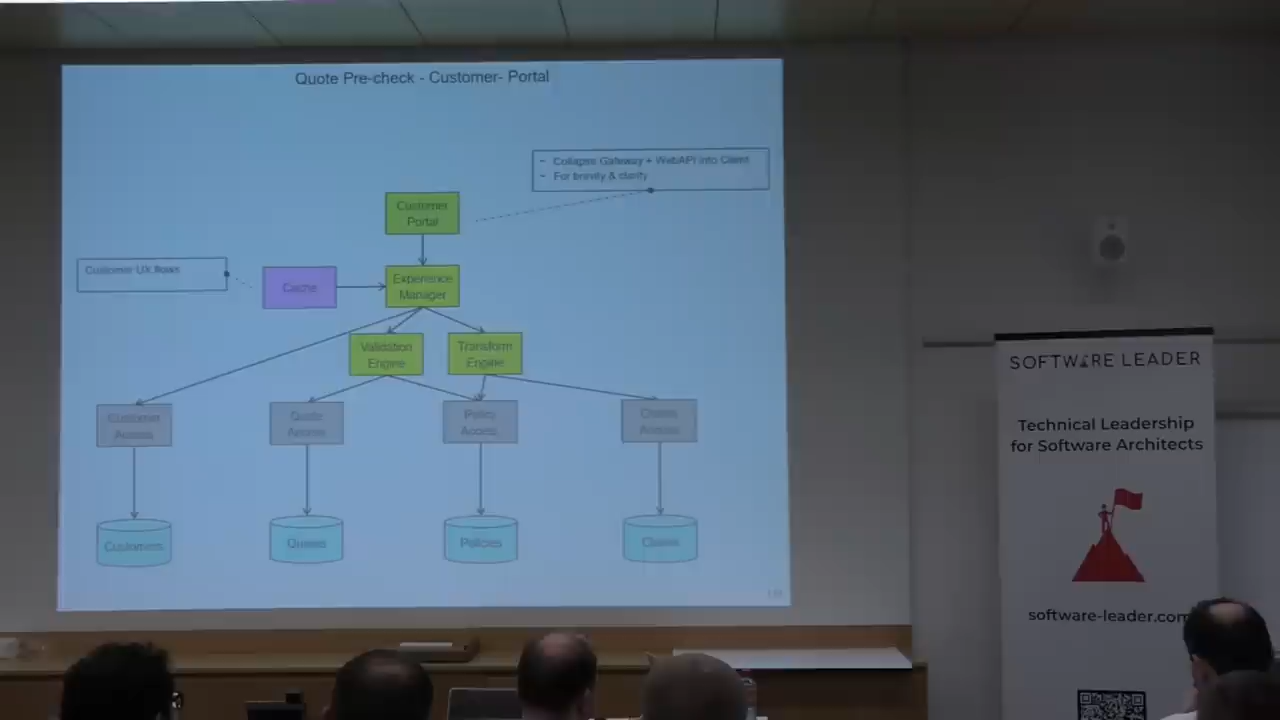 Quote Pre-check - Customer- Portal
- Collapse Gateway + WebAPI into Client
- For brevity & clarity
Customer
Portal
Customer UX flows
Cache
Experience
Manager
Validation
Engine
Transform
Engine
Customer
Access
Quote
Access
Policy
Access
Claims
Access
Customers
Quotes
Policies
Claims
SOFTWARE LEADER
Technical Leadership
for Software Architects
software-leader.com